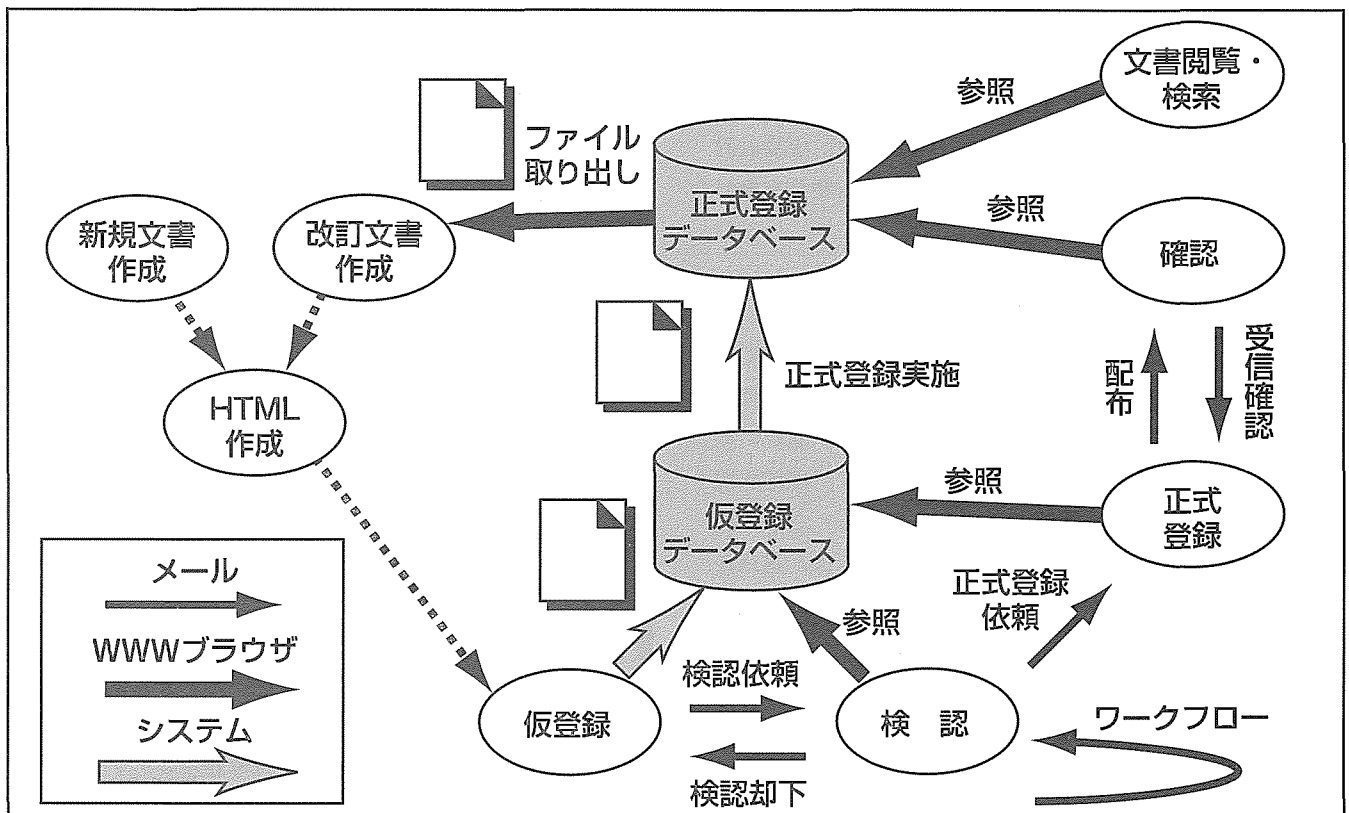 文書閲覧・
検索
参照
ファイル
取り出し
正式登録
データベース
参照
確認
新規文書
作成
改訂文書
作成
HTML
作成
正式登録実施
配布
受信確認
仮登録
データベース
参照
正式
登録
正式登録
依頼
参照
メール
WWWブラウザ
システム
仮登録
検認依頼
検認却下
検 認
ワークフロー